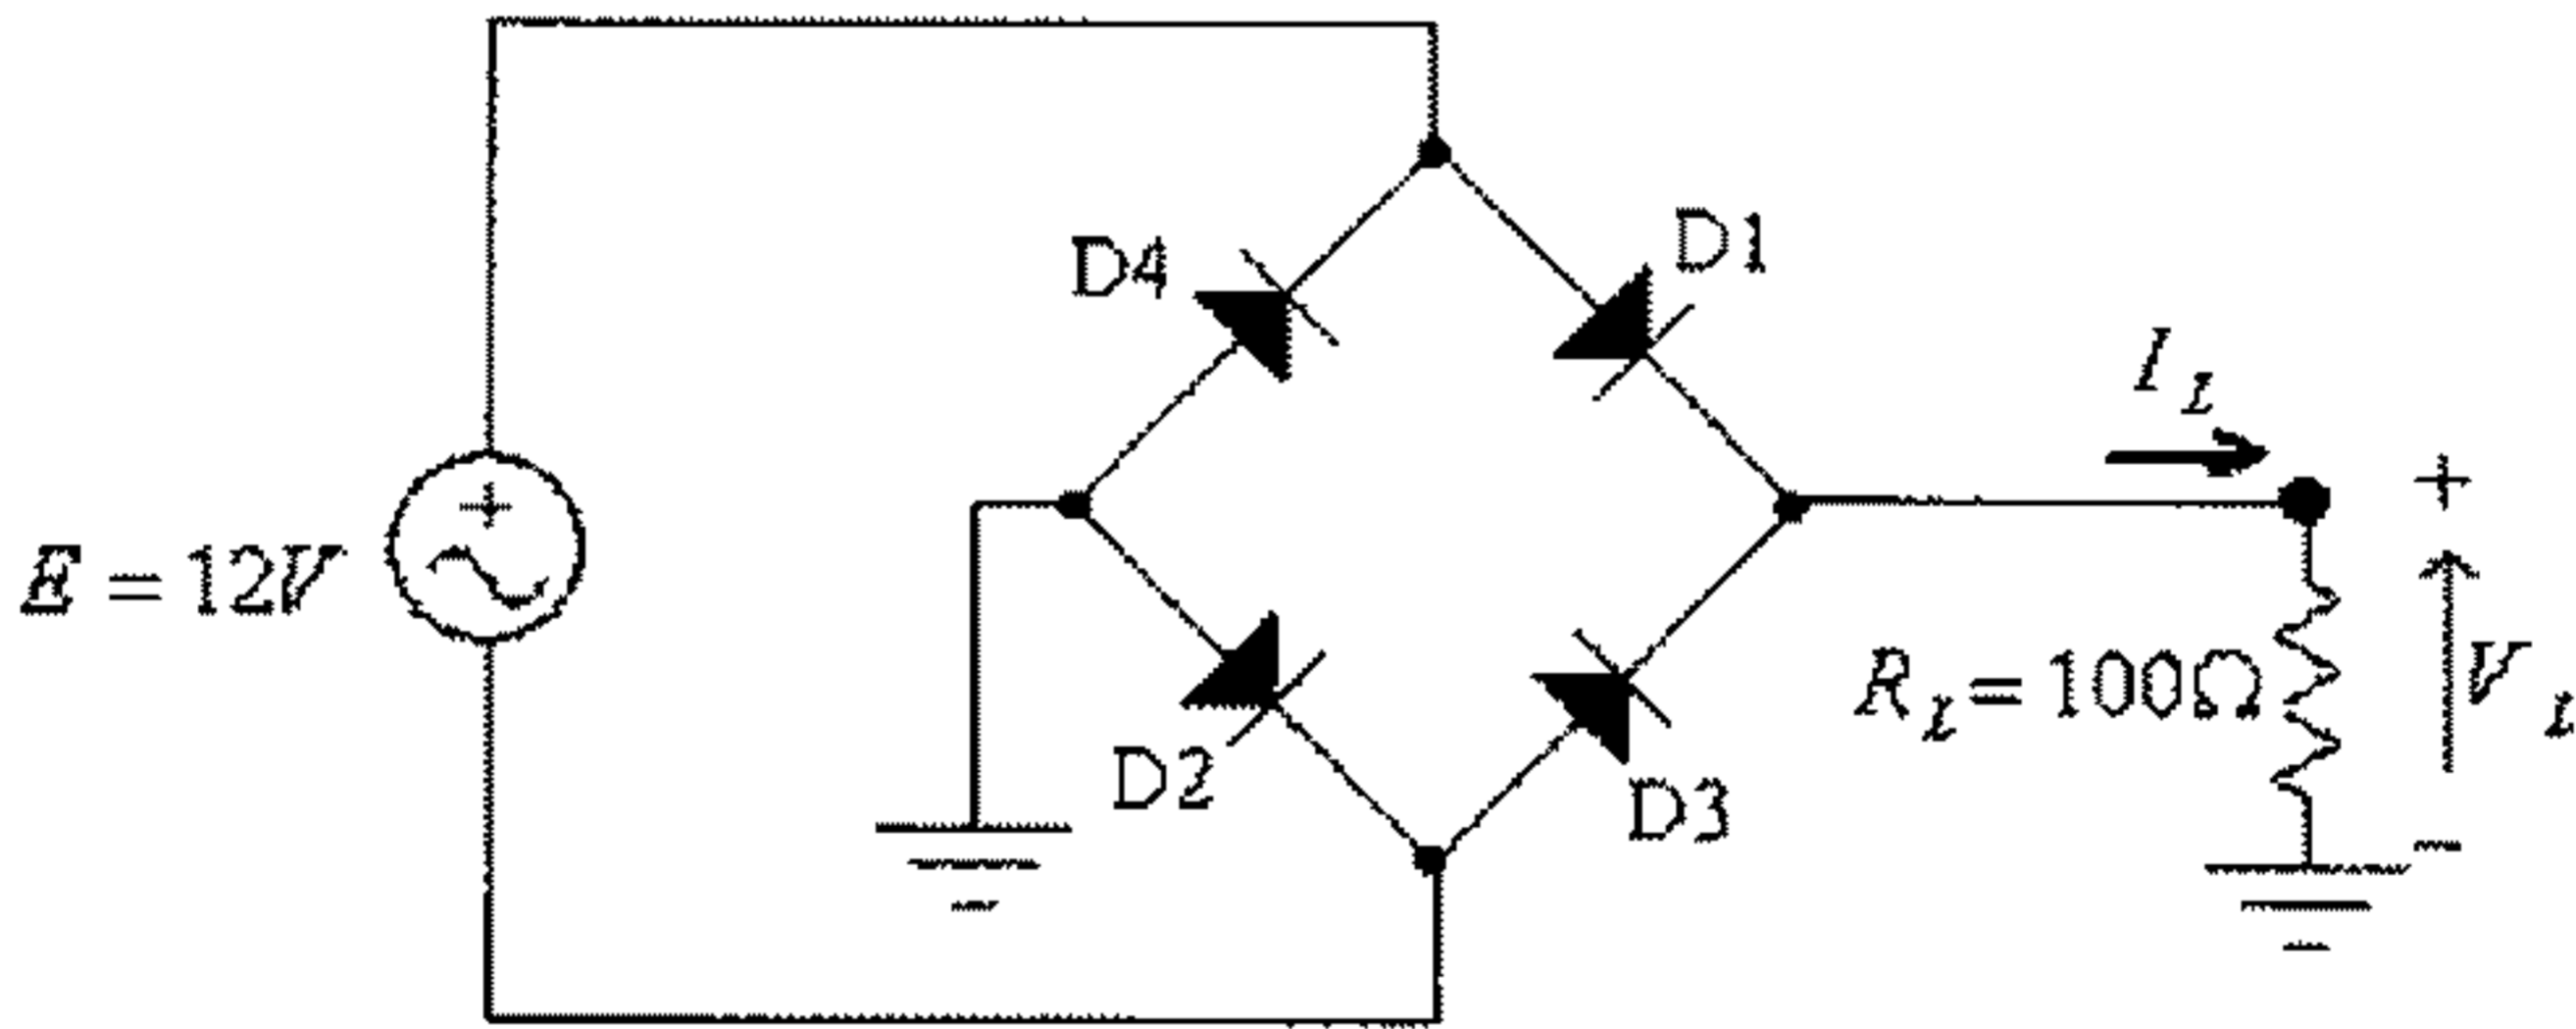 D4
D1
I_L
+
+
E = 12V
R_L = 100Ω
V_L
D2
D3
−